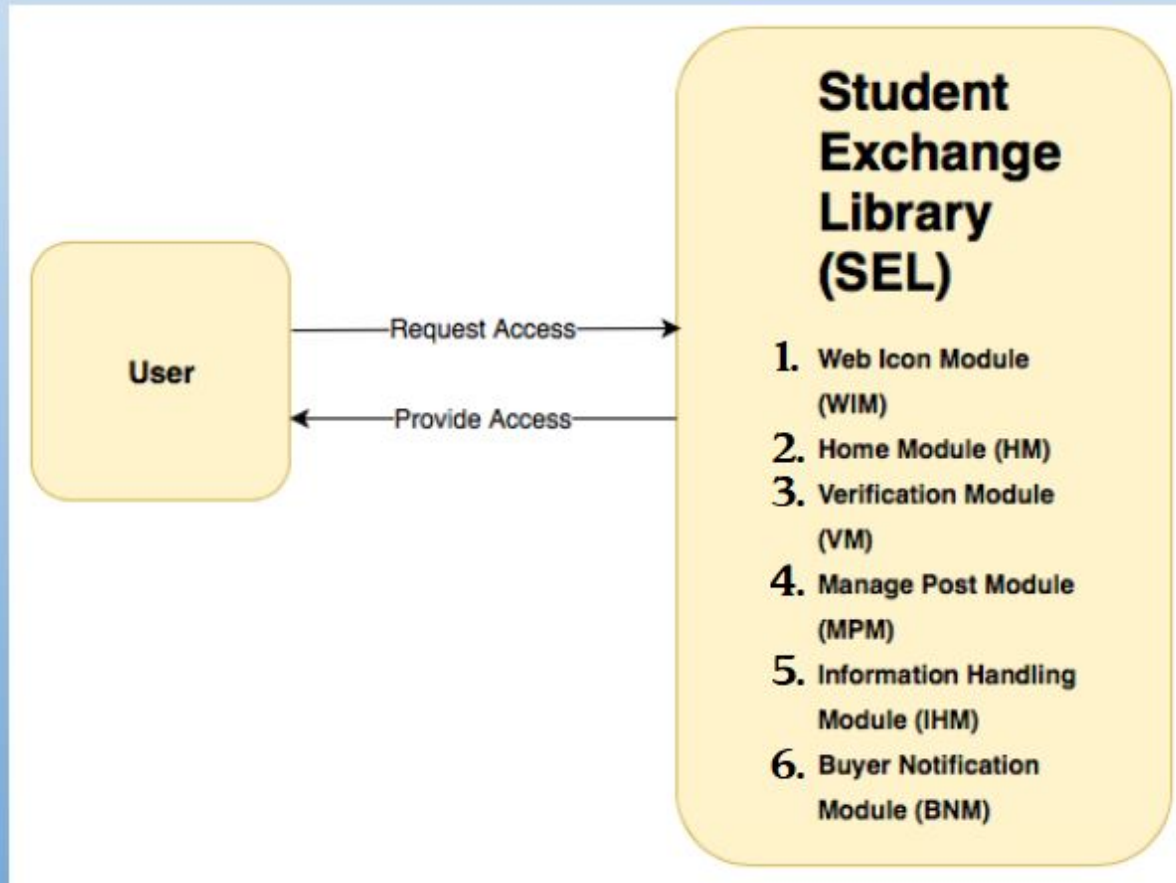 User
Request Access
Provide Access
Student
Exchange
Library
(SEL)
1. Web Icon Module
(WIM)
2. Home Module (HM)
3. Verification Module
(VM)
4. Manage Post Module
(MPM)
5. Information Handling
Module (IHM)
6. Buyer Notification
Module (BNM)